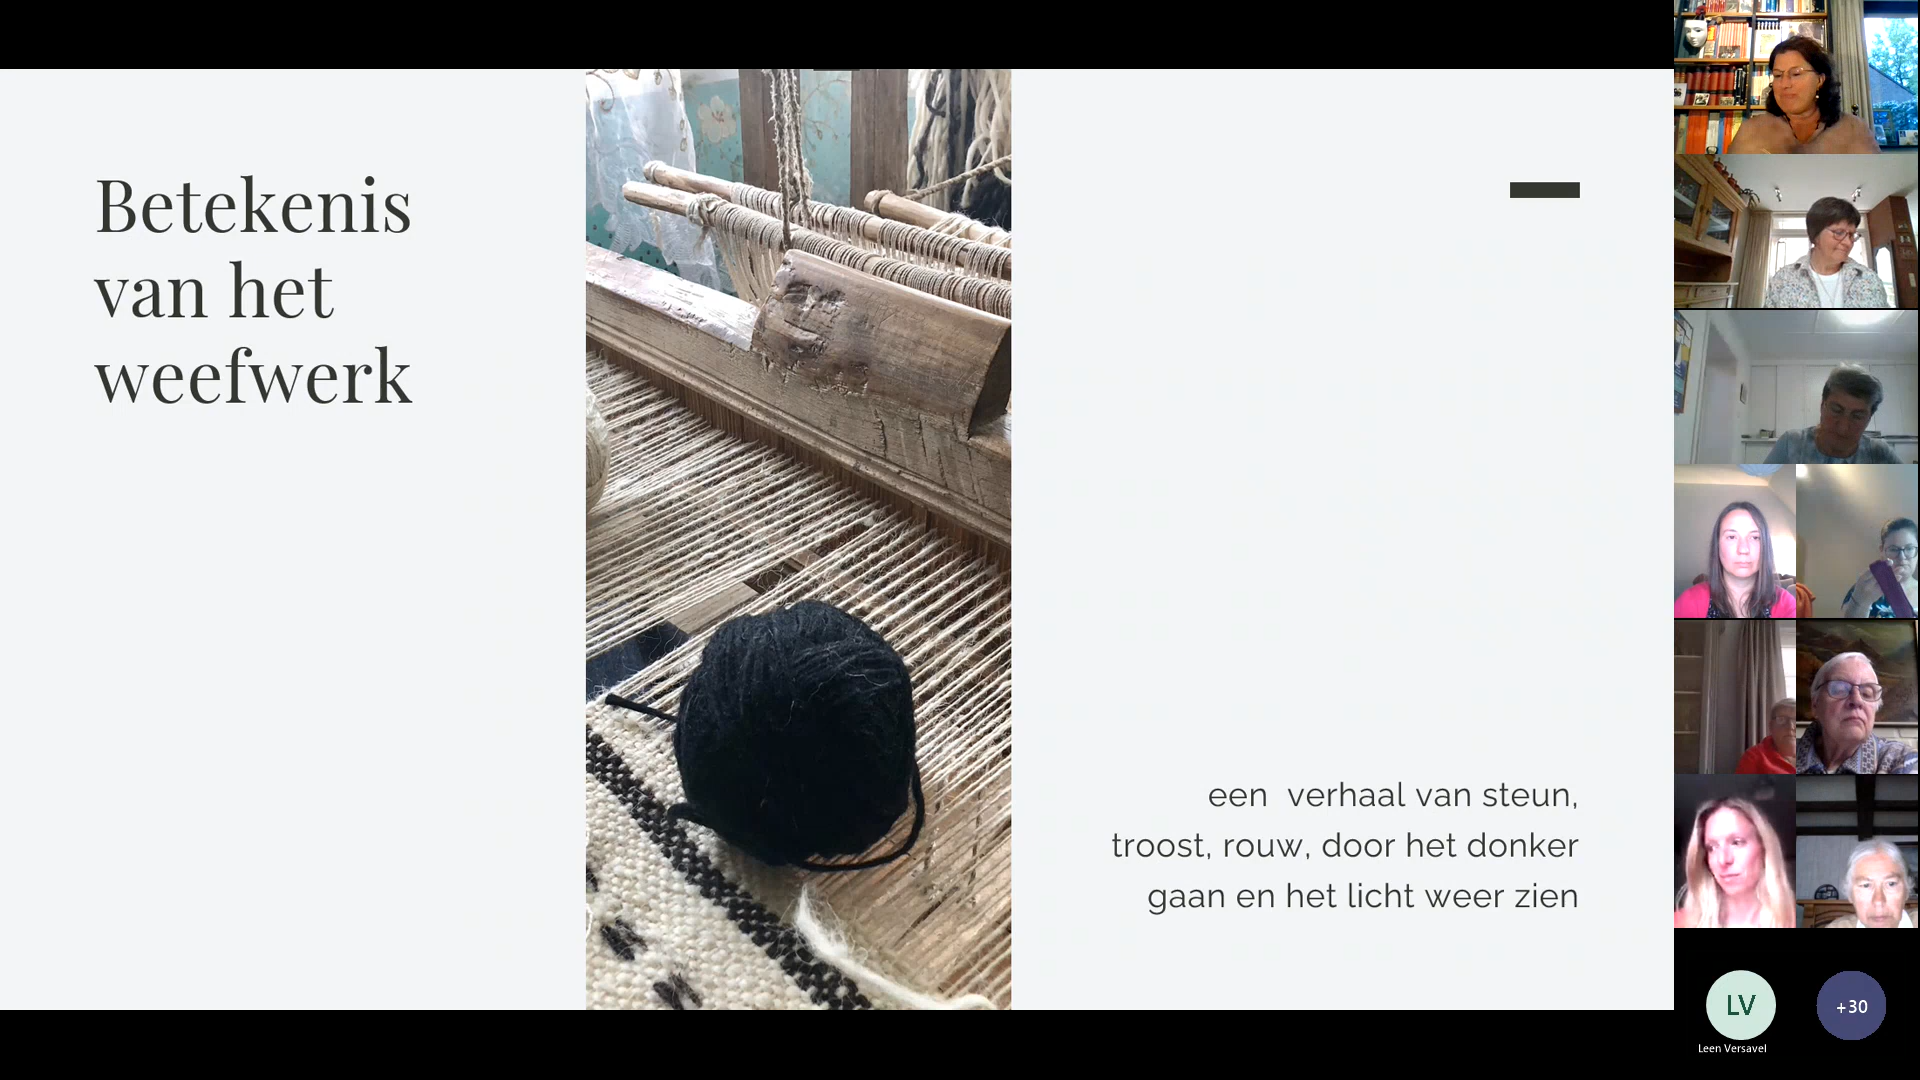 Betekenis
van het
weefwerk
een verhaal van steun,
troost, rouw, door het donker
gaan en het licht weer zien
LV
+30
Leen Versavel